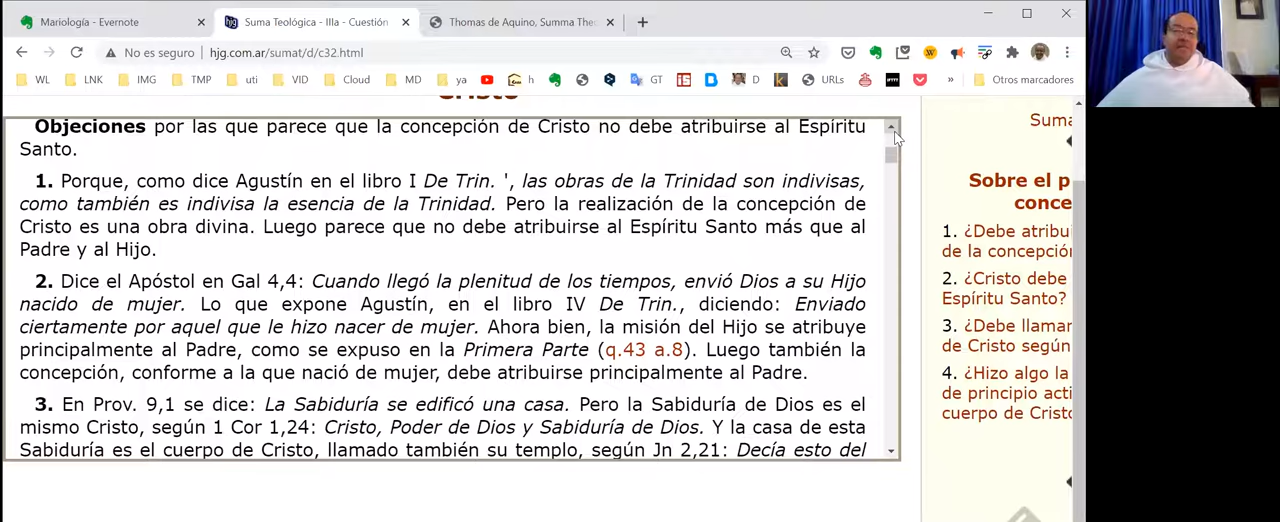 Mariología - Evernote
Suma Teológica - IIIa - Cuestión
Thomas de Aquino, Summa The
No es seguro | hjg.com.ar/sumat/d/c32.html
WL LNK IMG TMP uti VID Cloud MD ya h GT D URLs » Otros marcadores
Cristo
Objeciones por las que parece que la concepción de Cristo no debe atribuirse al Espíritu
Santo.
1. Porque, como dice Agustín en el libro I De Trin. ', las obras de la Trinidad son indivisas,
como también es indivisa la esencia de la Trinidad. Pero la realización de la concepción de
Cristo es una obra divina. Luego parece que no debe atribuirse al Espíritu Santo más que al
Padre y al Hijo.
2. Dice el Apóstol en Gal 4,4: Cuando llegó la plenitud de los tiempos, envió Dios a su Hijo
nacido de mujer. Lo que expone Agustín, en el libro IV De Trin., diciendo: Enviado
ciertamente por aquel que le hizo nacer de mujer. Ahora bien, la misión del Hijo se atribuye
principalmente al Padre, como se expuso en la Primera Parte (q.43 a.8). Luego también la
concepción, conforme a la que nació de mujer, debe atribuirse principalmente al Padre.
3. En Prov. 9,1 se dice: La Sabiduría se edificó una casa. Pero la Sabiduría de Dios es el
mismo Cristo, según 1 Cor 1,24: Cristo, Poder de Dios y Sabiduría de Dios. Y la casa de esta
Sabiduría es el cuerpo de Cristo, llamado también su templo, según Jn 2,21: Decía esto del
Suma
Sobre el p
conce
1. ¿Debe atribu
de la concepció
2. ¿Cristo debe
Espíritu Santo?
3. ¿Debe llamar
de Cristo según
4. ¿Hizo algo la
de principio acti
cuerpo de Cristo